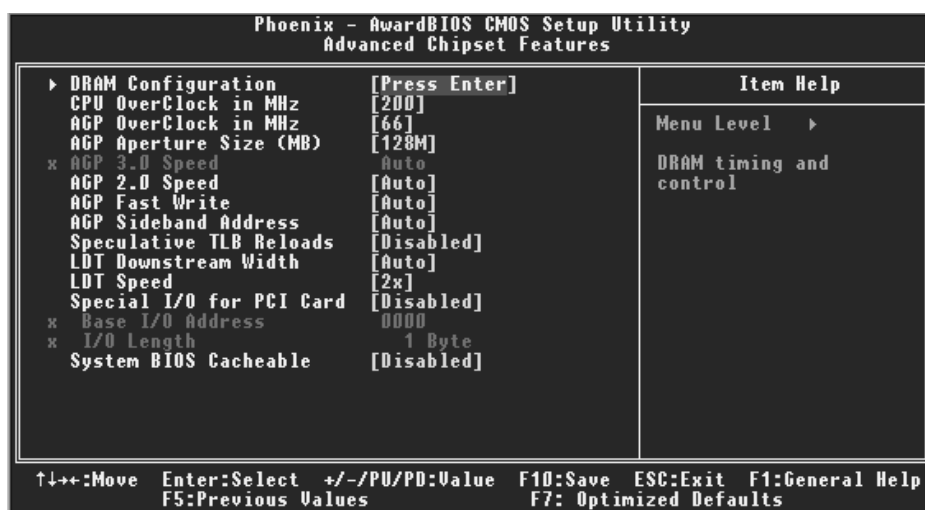 Phoenix - AwardBIOS CMOS Setup Utility
Advanced Chipset Features
DRAM Configuration [Press Enter]
CPU OverClock in MHz [200]
AGP OverClock in MHz [66]
AGP Aperture Size (MB) [128M]
x AGP 3.0 Speed Auto
AGP 2.0 Speed [Auto]
AGP Fast Write [Auto]
AGP Sideband Address [Auto]
Speculative TLB Reloads [Disabled]
LDT Downstream Width [Auto]
LDT Speed [2x]
Special I/O for PCI Card [Disabled]
x Base I/O Address 0000
x I/O Length 1 Byte
System BIOS Cacheable [Disabled]
Item Help
Menu Level
DRAM timing and
control
↑↓→←:Move Enter:Select +/-/PU/PD:Value F10:Save ESC:Exit F1:General Help
F5:Previous Values F7: Optimized Defaults